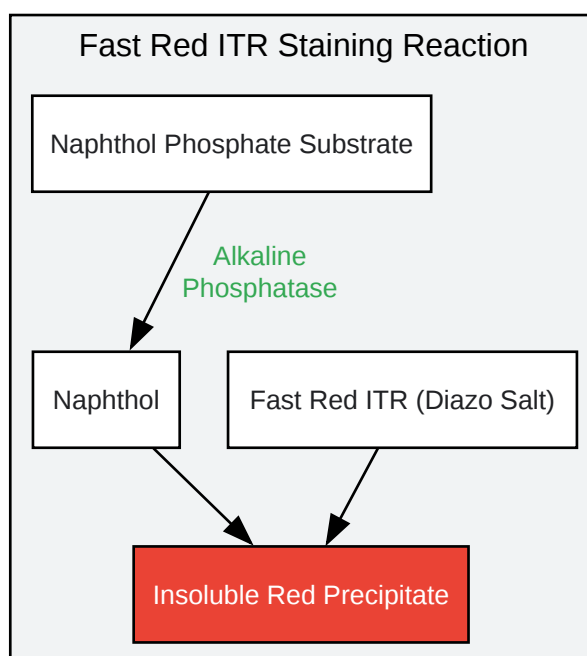 Fast Red ITR Staining Reaction
Naphthol Phosphate Substrate
Alkaline
Phosphatase
Naphthol
Fast Red ITR (Diazo Salt)
Insoluble Red Precipitate